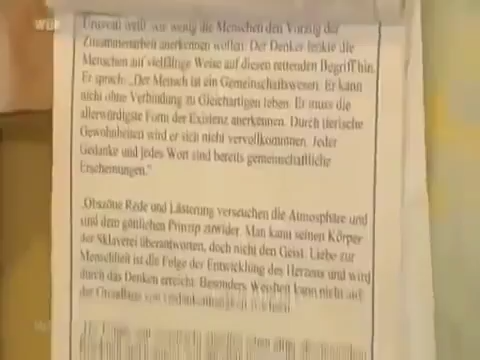 WDR
wie wenig die Menschen den Vorzug der
Zusammenarbeit anerkennen wollen: Der Denker lenkte die
Menschen auf vielfältige Weise auf diesen rettenden Begriff hin.
Er sprach: „Der Mensch ist ein Gemeinschaftswesen. Er kann
nicht ohne Verbindung zu Gleichartigen leben. Er muss die
allerwürdigste Form der Existenz anerkennen. Durch tierische
Gewohnheiten wird er sich nicht vervollkommnen. Jeder
Gedanke und jedes Wort sind bereits gemeinschaftliche
Erscheinungen."
„Obszöne Rede und Lästerung verseuchen die Atmosphäre und
sind dem göttlichen Prinzip zuwider. Man kann seinen Körper
der Sklaverei überantworten, doch nicht den Geist. Liebe zur
Menschheit ist die Folge der Entwicklung des Herzens und wird
durch das Denken erreicht. Besonders Weisheit kann nicht auf
der Grundlage von